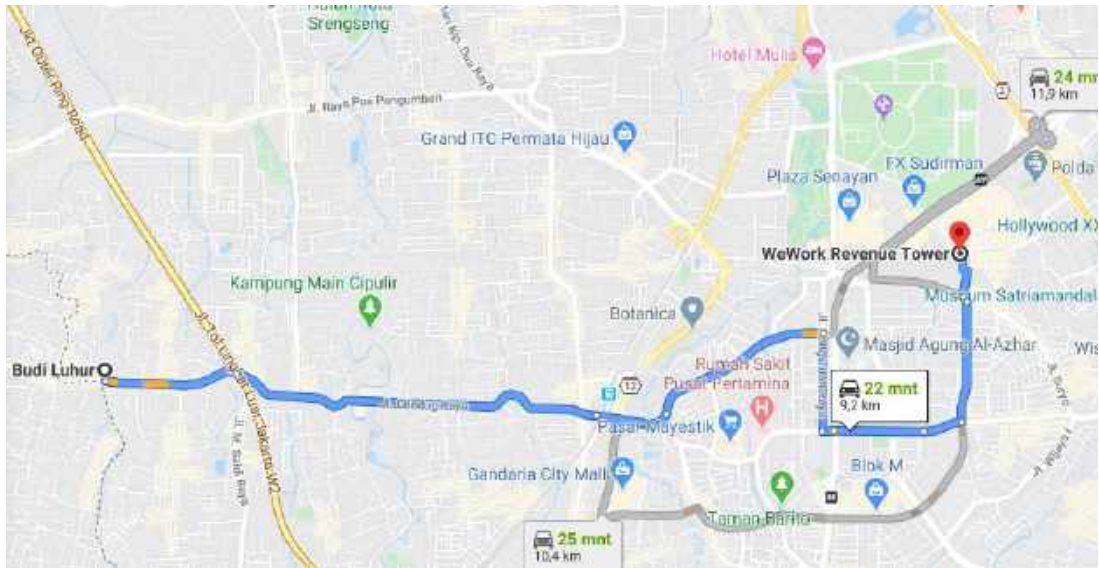 Srengseng
Hotel Mulia
24 mn
11,9 km
Jl. Raya Pos Pengumben
Grand ITC Permata Hijau
FX Sudirman
Polda
Plaza Senayan
Hollywood XX
WeWork Revenue Tower
Kampung Main Cipulir
Museum Satriamandal
Botanica
Masjid Agung Al-Azhar
Wis
Budi Luhur
Rumah Sakit
Pusat Pertamina
22 mnt
9,2 km
12
Pasar Mayestik
Gandaria City Mall
Blok M
Taman Barito
25 mnt
10,4 km